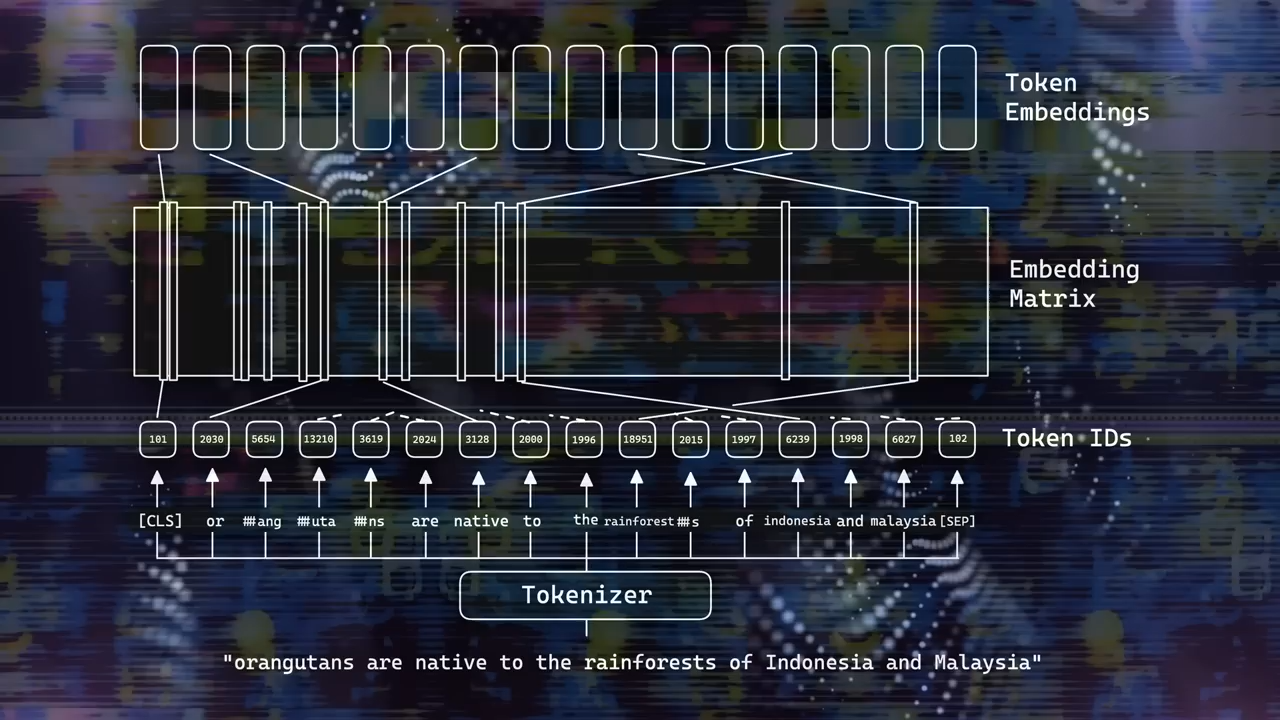 Token
Embeddings
Embedding
Matrix
101 2030 5654 13210 3619 2024 3128 2000 1996 18951 2015 1997 6239 1998 6027 102 Token IDs
[CLS] or ##ang ##uta ##ns are native to the rainforest ##s of indonesia and malaysia [SEP]
Tokenizer
"orangutans are native to the rainforests of Indonesia and Malaysia"